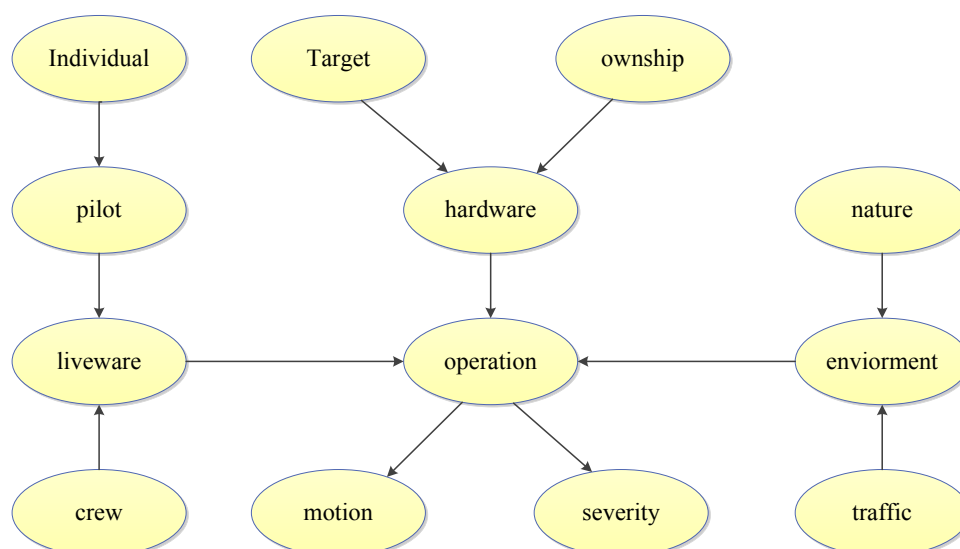 Individual
Target
ownship
pilot
hardware
nature
liveware
operation
enviorment
crew
motion
severity
traffic